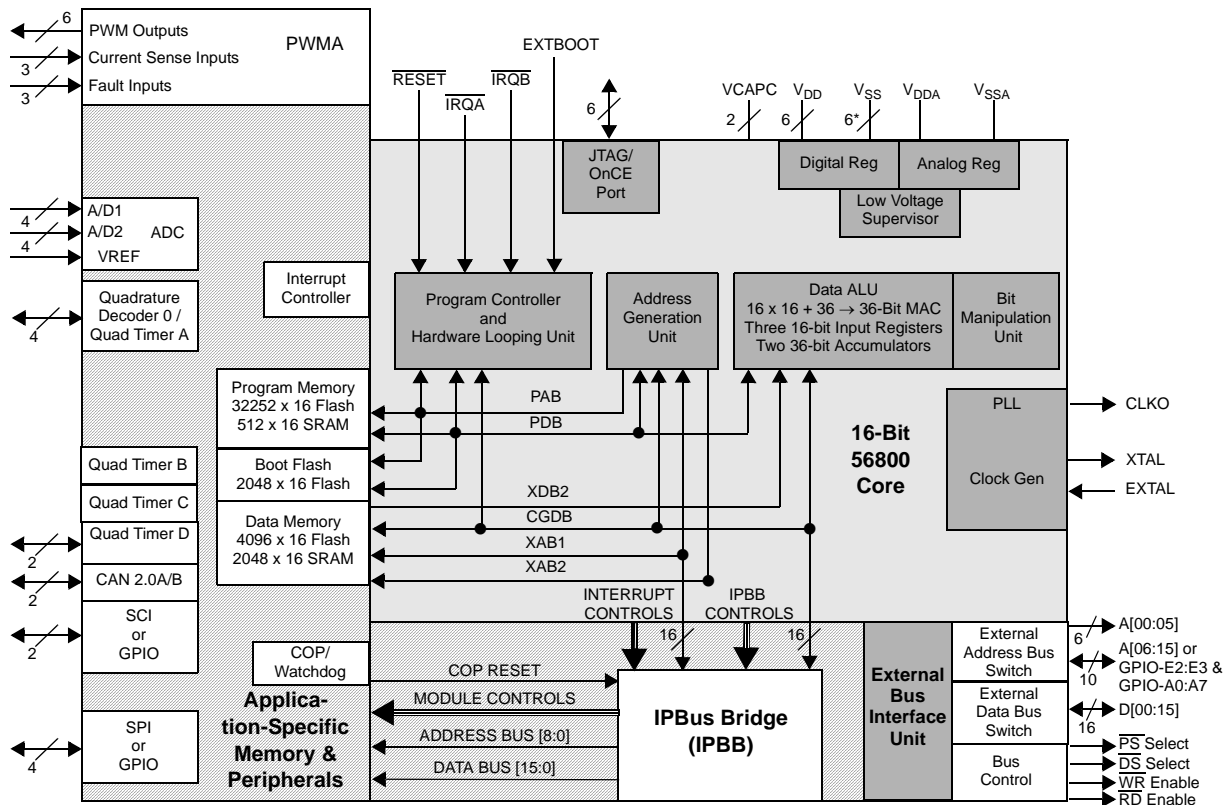 6
PWM Outputs
Current Sense Inputs
3
Fault Inputs
3
PWMA
EXTBOOT
RESET
IRQB
IRQA
6
VCAPC
VDD
VSS
VDDA
VSSA
2
6
6*
JTAG/
OnCE
Port
Digital Reg
Analog Reg
Low Voltage
Supervisor
4
A/D1
4
A/D2
ADC
VREF
Interrupt
Controller
Quadrature
Decoder 0 /
Quad Timer A
4
Program Controller
and
Hardware Looping Unit
Address
Generation
Unit
Data ALU
16 x 16 + 36 → 36-Bit MAC
Three 16-bit Input Registers
Two 36-bit Accumulators
Bit
Manipulation
Unit
Program Memory
32252 x 16 Flash
512 x 16 SRAM
PAB
PDB
PLL
Clock Gen
CLKO
XTAL
EXTAL
16-Bit
56800
Core
Quad Timer B
Boot Flash
2048 x 16 Flash
Quad Timer C
XDB2
CGDB
XAB1
XAB2
Data Memory
4096 x 16 Flash
2048 x 16 SRAM
Quad Timer D
2
CAN 2.0A/B
2
SCI
or
GPIO
2
INTERRUPT
CONTROLS
IPBB
CONTROLS
16
16
COP/
Watchdog
COP RESET
MODULE CONTROLS
ADDRESS BUS [8:0]
DATA BUS [15:0]
Applica-
tion-Specific
Memory &
Peripherals
SPI
or
GPIO
4
IPBus Bridge
(IPBB)
External
Bus
Interface
Unit
External
Address Bus
Switch
External
Data Bus
Switch
Bus
Control
6
A[00:05]
10
A[06:15] or
GPIO-E2:E3 &
GPIO-A0:A7
16
D[00:15]
PS Select
DS Select
WR Enable
RD Enable